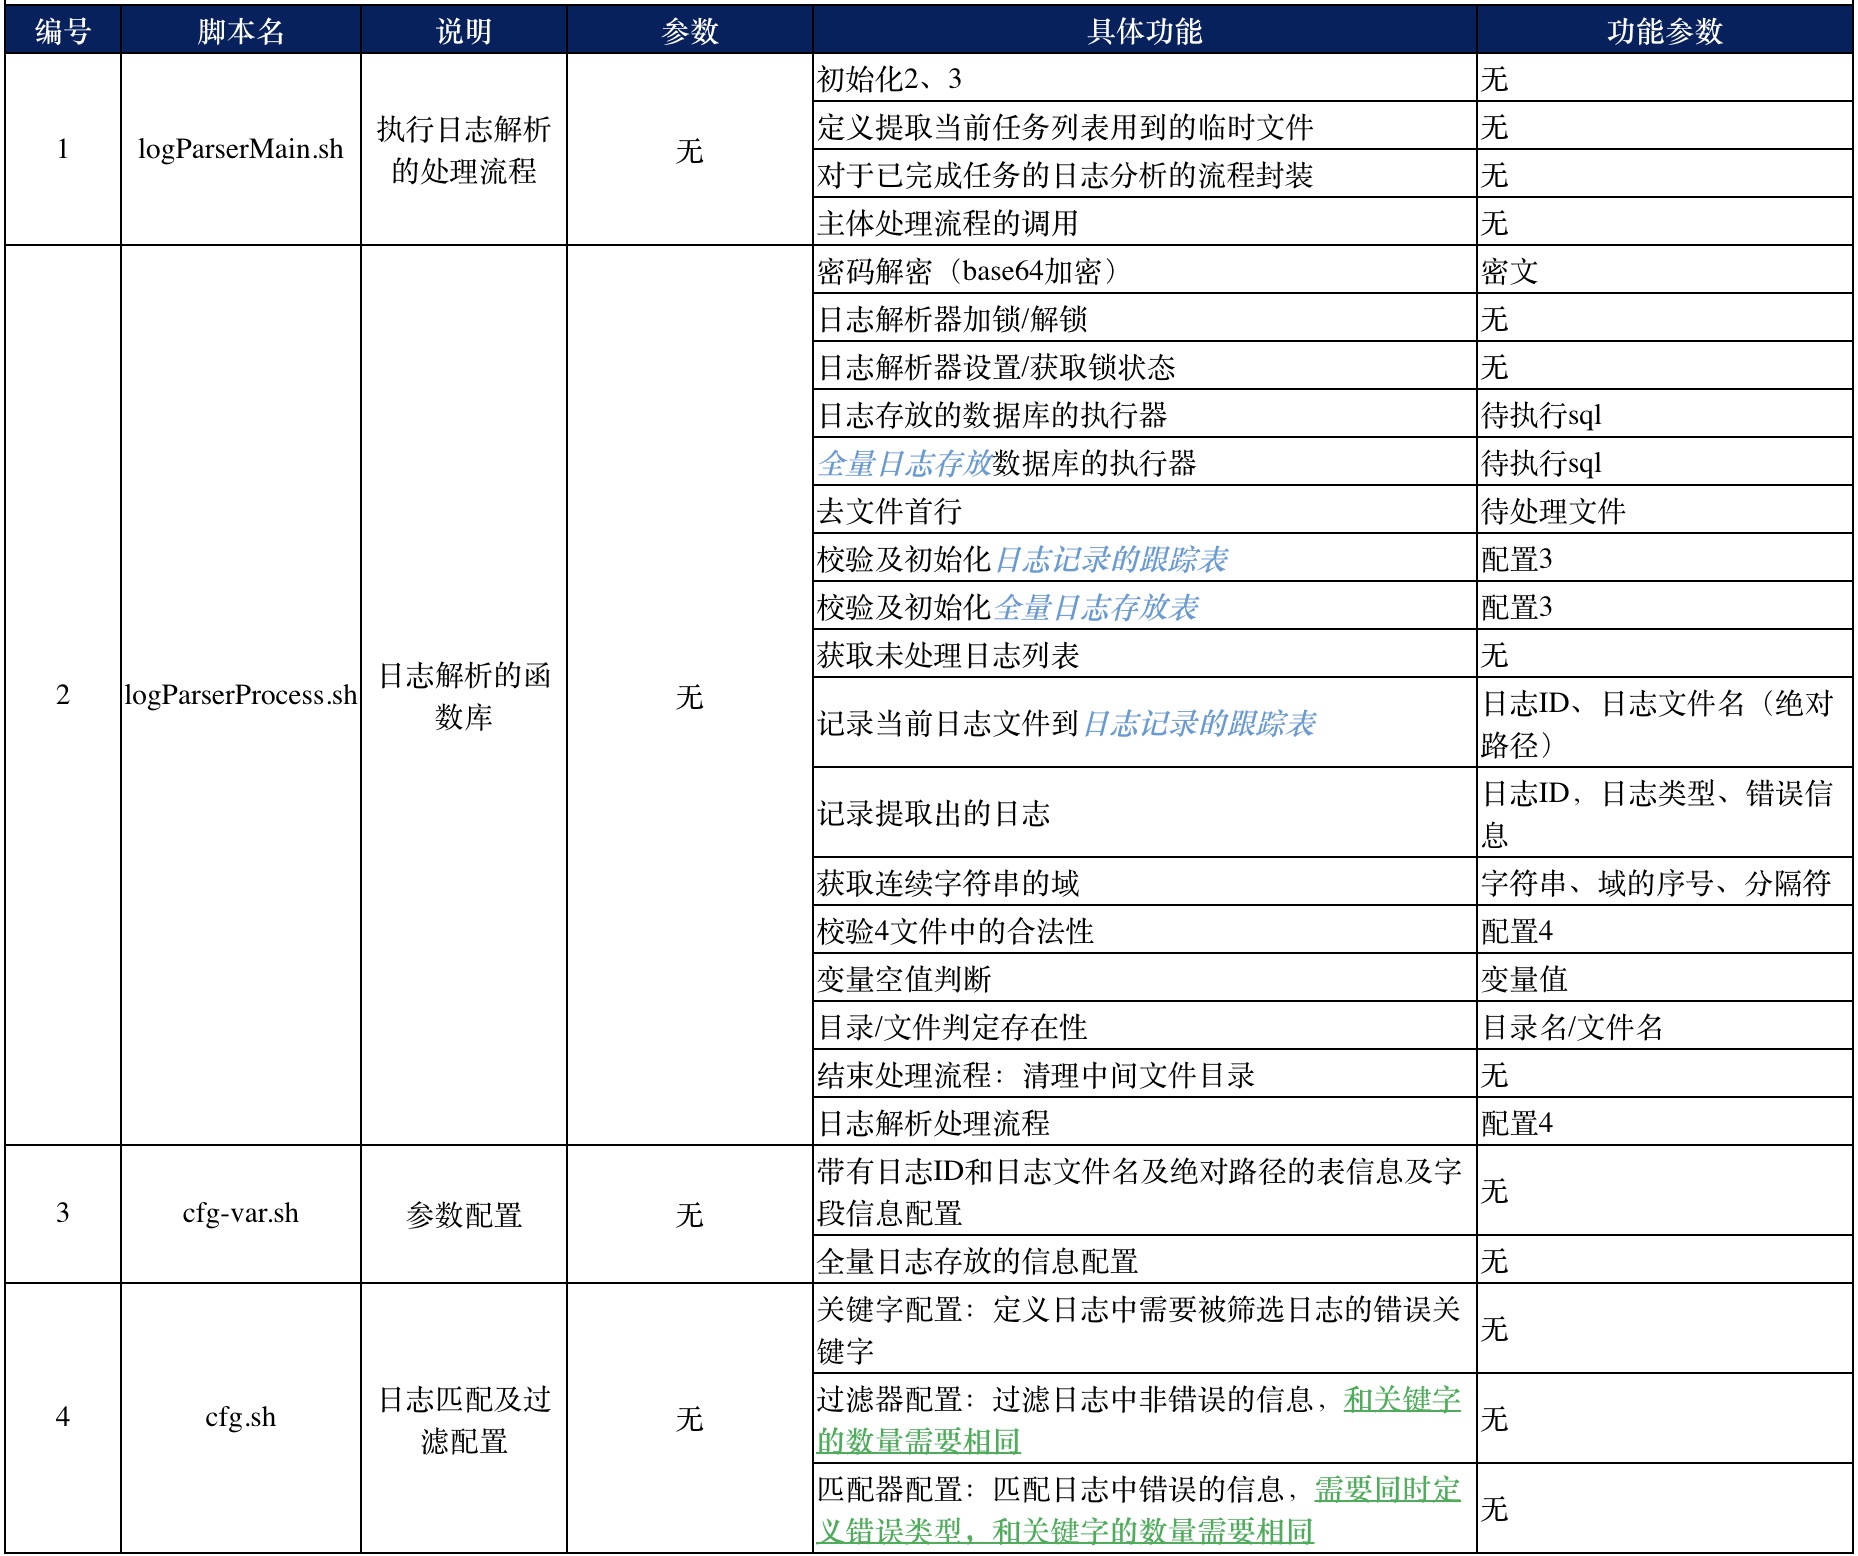 编号 脚本名 说明 参数 具体功能 功能参数
1 logParserMain.sh 执行日志解析
的处理流程 无
初始化2、3 无
定义提取当前任务列表用到的临时文件 无
对于已完成任务的日志分析的流程封装 无
主体处理流程的调用 无
2 logParserProcess.sh 日志解析的函
数库 无
密码解密（base64加密） 密文
日志解析器加锁/解锁 无
日志解析器设置/获取锁状态 无
日志存放的数据库的执行器 待执行sql
全量日志存放数据库的执行器 待执行sql
去文件首行 待处理文件
校验及初始化日志记录的跟踪表 配置3
校验及初始化全量日志存放表 配置3
获取未处理日志列表 无
记录当前日志文件到日志记录的跟踪表 日志ID、日志文件名（绝对
路径）
记录提取出的日志 日志ID，日志类型、错误信
息
获取连续字符串的域 字符串、域的序号、分隔符
校验4文件中的合法性 配置4
变量空值判断 变量值
目录/文件判定存在性 目录名/文件名
结束处理流程：清理中间文件目录 无
日志解析处理流程 配置4
3 cfg-var.sh 参数配置 无
带有日志ID和日志文件名及绝对路径的表信息及字
段信息配置 无
全量日志存放的信息配置 无
4 cfg.sh 日志匹配及过
滤配置 无
关键字配置：定义日志中需要被筛选日志的错误关
键字 无
过滤器配置：过滤日志中非错误的信息，和关键字
的数量需要相同 无
匹配器配置：匹配日志中错误的信息，需要同时定
义错误类型，和关键字的数量需要相同 无